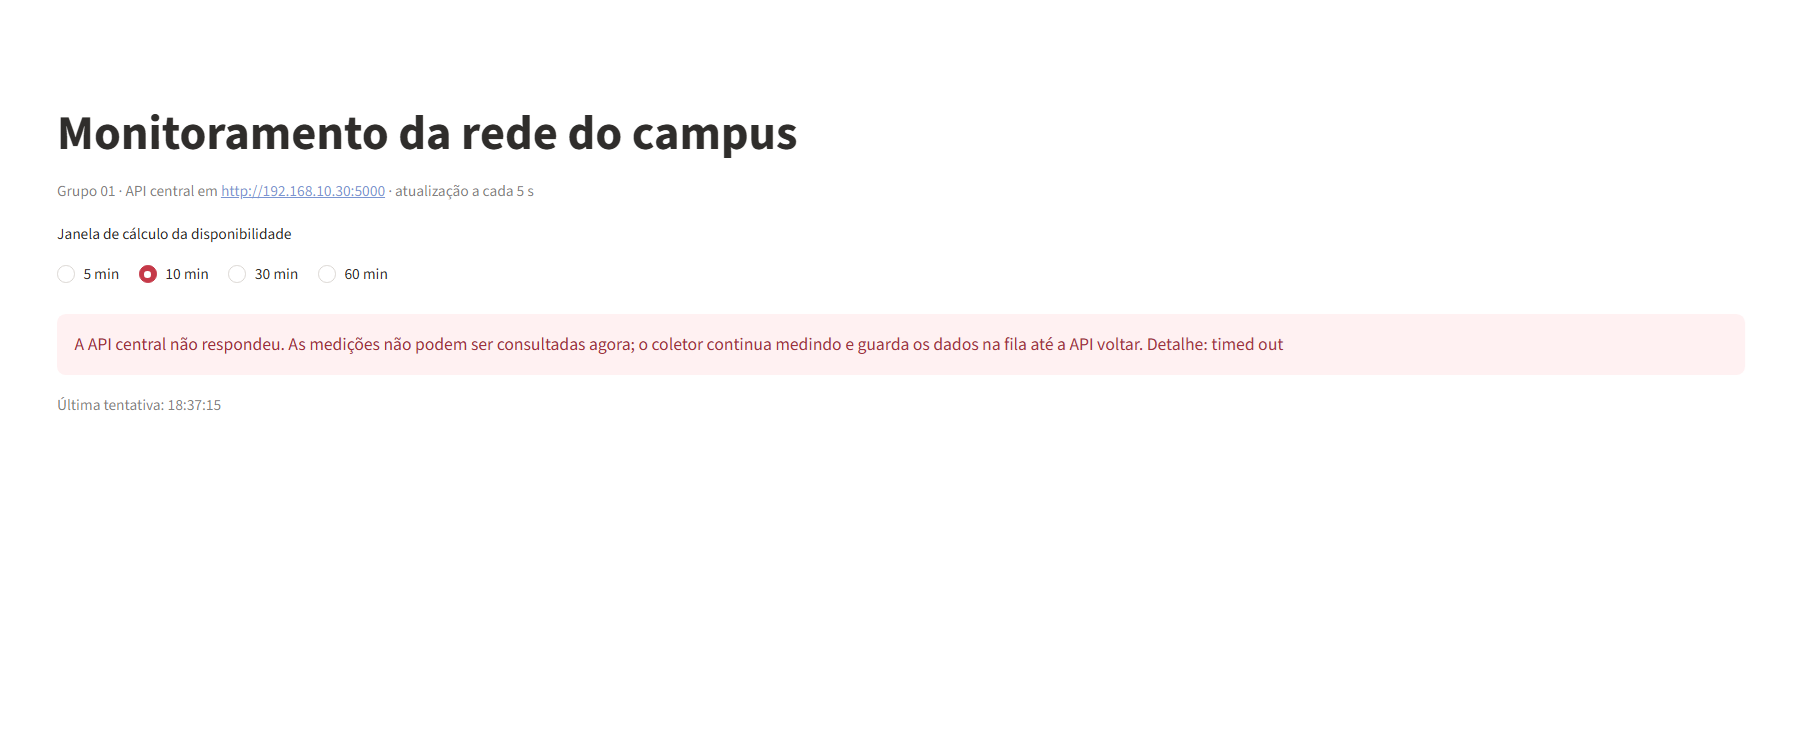 Monitoramento da rede do campus
Grupo 01 · API central em http://192.168.10.30:5000 · atualização a cada 5 s
Janela de cálculo da disponibilidade
5 min 10 min 30 min 60 min
A API central não respondeu. As medições não podem ser consultadas agora; o coletor continua medindo e guarda os dados na fila até a API voltar. Detalhe: timed out
Última tentativa: 18:37:15